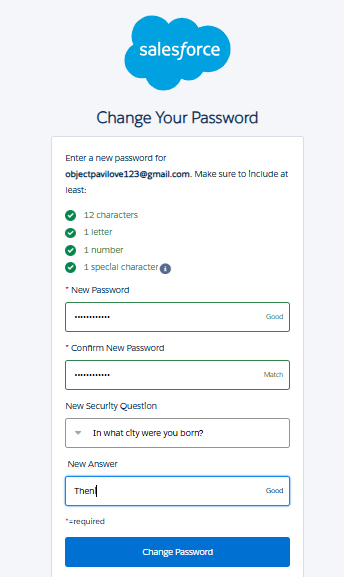 salesforce
Change Your Password
Enter a new password for
objectpavilove123@gmail.com. Make sure to include at
least:
12 characters
1 letter
1 number
1 special character
* New Password
•••••••••••• Good
* Confirm New Password
•••••••••••• Match
New Security Question
In what city were you born?
New Answer
Theni Good
*=required
Change Password